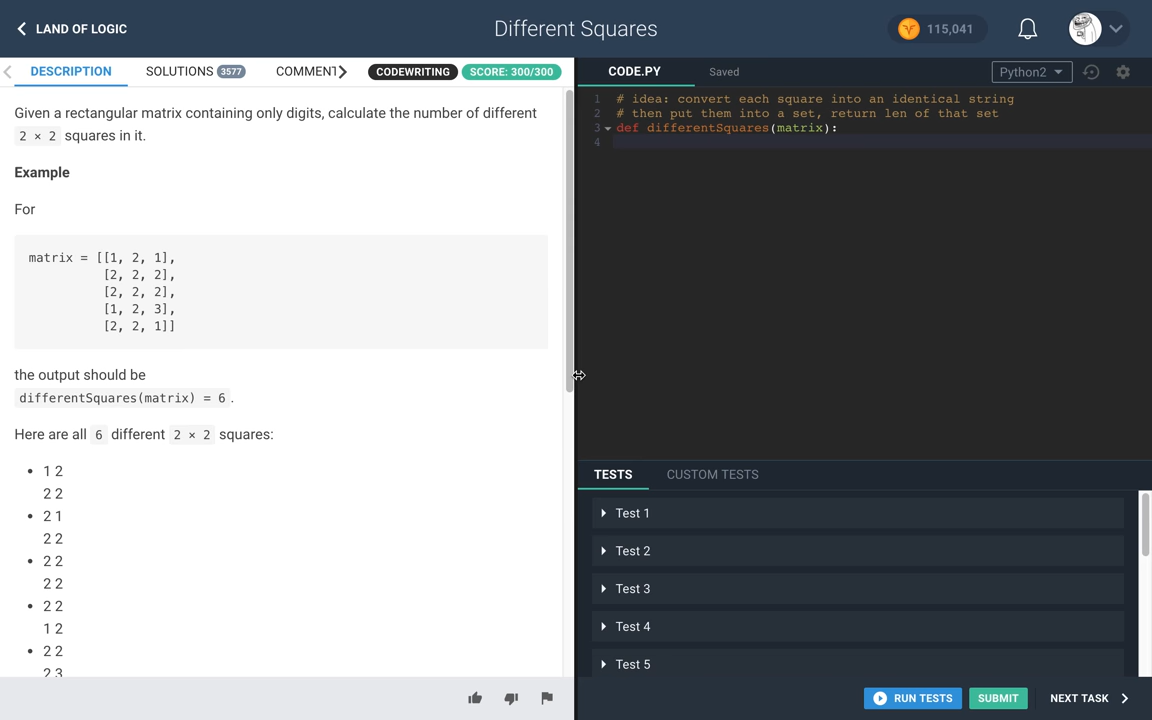 LAND OF LOGIC
Different Squares
115,041
DESCRIPTION
SOLUTIONS 3577
COMMENT
CODEWRITING
SCORE: 300/300
Given a rectangular matrix containing only digits, calculate the number of different
2 × 2 squares in it.
Example
For
matrix = [[1, 2, 1],
[2, 2, 2],
[2, 2, 2],
[1, 2, 3],
[2, 2, 1]]
the output should be
differentSquares(matrix) = 6 .
Here are all 6 different 2 × 2 squares:
• 1 2
2 2
• 2 1
2 2
• 2 2
2 2
• 2 2
1 2
• 2 2
2 3
CODE.PY
Saved
Python2
1 # idea: convert each square into an identical string
2 # then put them into a set, return len of that set
3 def differentSquares(matrix):
4
TESTS
CUSTOM TESTS
Test 1
Test 2
Test 3
Test 4
Test 5
RUN TESTS
SUBMIT
NEXT TASK